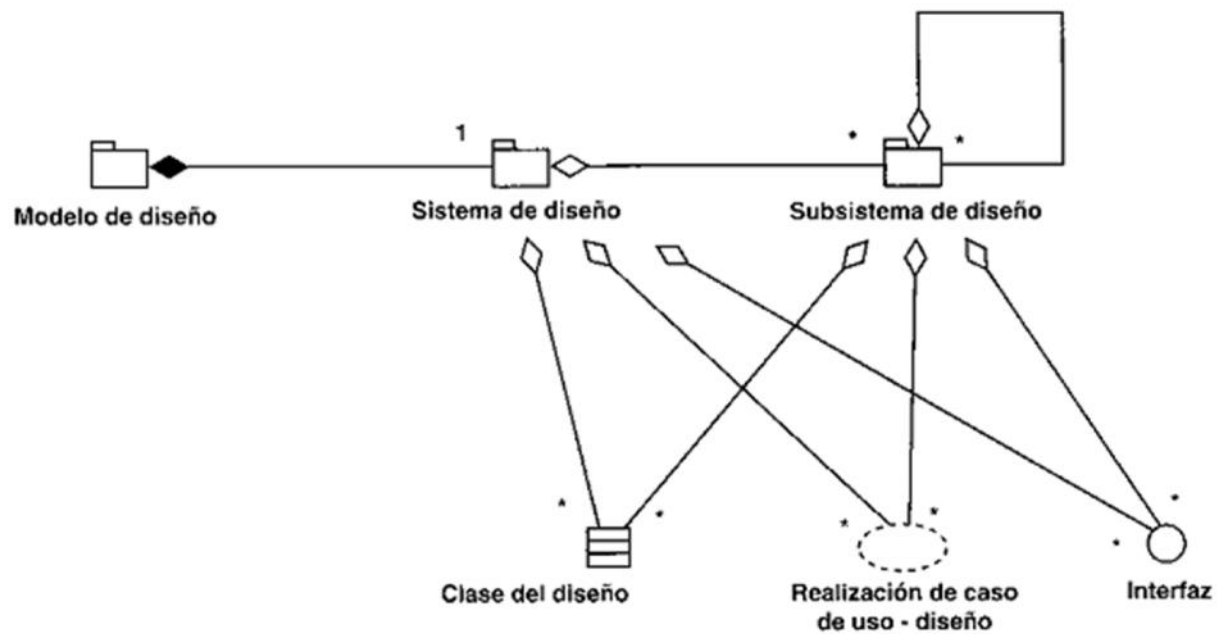 1
*
*
Modelo de diseño
Sistema de diseño
Subsistema de diseño
*
*
*
*
*
*
Clase del diseño
Realización de caso
de uso - diseño
Interfaz